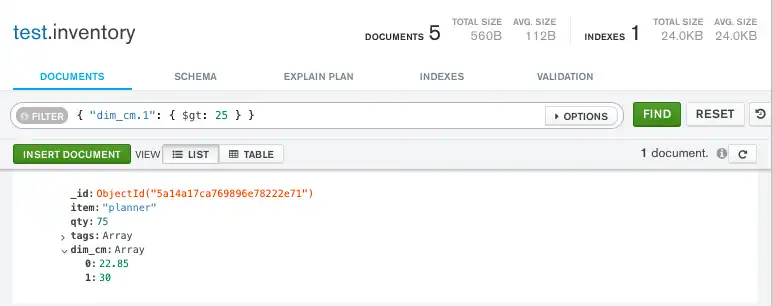 test.inventory
DOCUMENTS 5 TOTAL SIZE 560B AVG. SIZE 112B INDEXES 1 TOTAL SIZE 24.0KB AVG. SIZE 24.0KB
DOCUMENTS SCHEMA EXPLAIN PLAN INDEXES VALIDATION
FILTER { "dim_cm.1": { $gt: 25 } } OPTIONS FIND RESET
INSERT DOCUMENT VIEW LIST TABLE 1 document.
_id: ObjectId("5a14a17ca769896e78222e71")
item: "planner"
qty: 75
tags: Array
dim_cm: Array
0: 22.85
1: 30